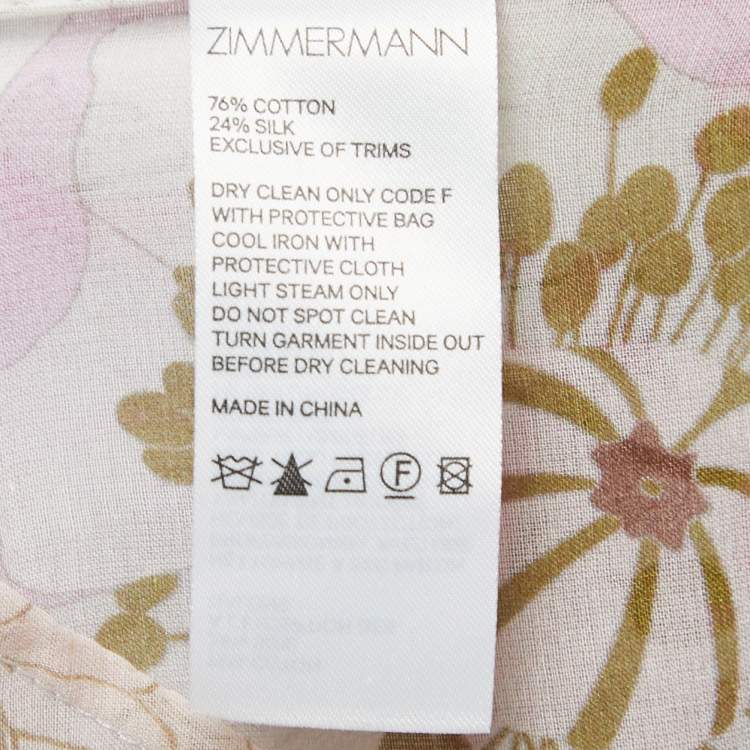 ZIMMERMANN
76% COTTON
24% SILK
EXCLUSIVE OF TRIMS
DRY CLEAN ONLY CODE F
WITH PROTECTIVE BAG
COOL IRON WITH
PROTECTIVE CLOTH
LIGHT STEAM ONLY
DO NOT SPOT CLEAN
TURN GARMENT INSIDE OUT
BEFORE DRY CLEANING
MADE IN CHINA
F